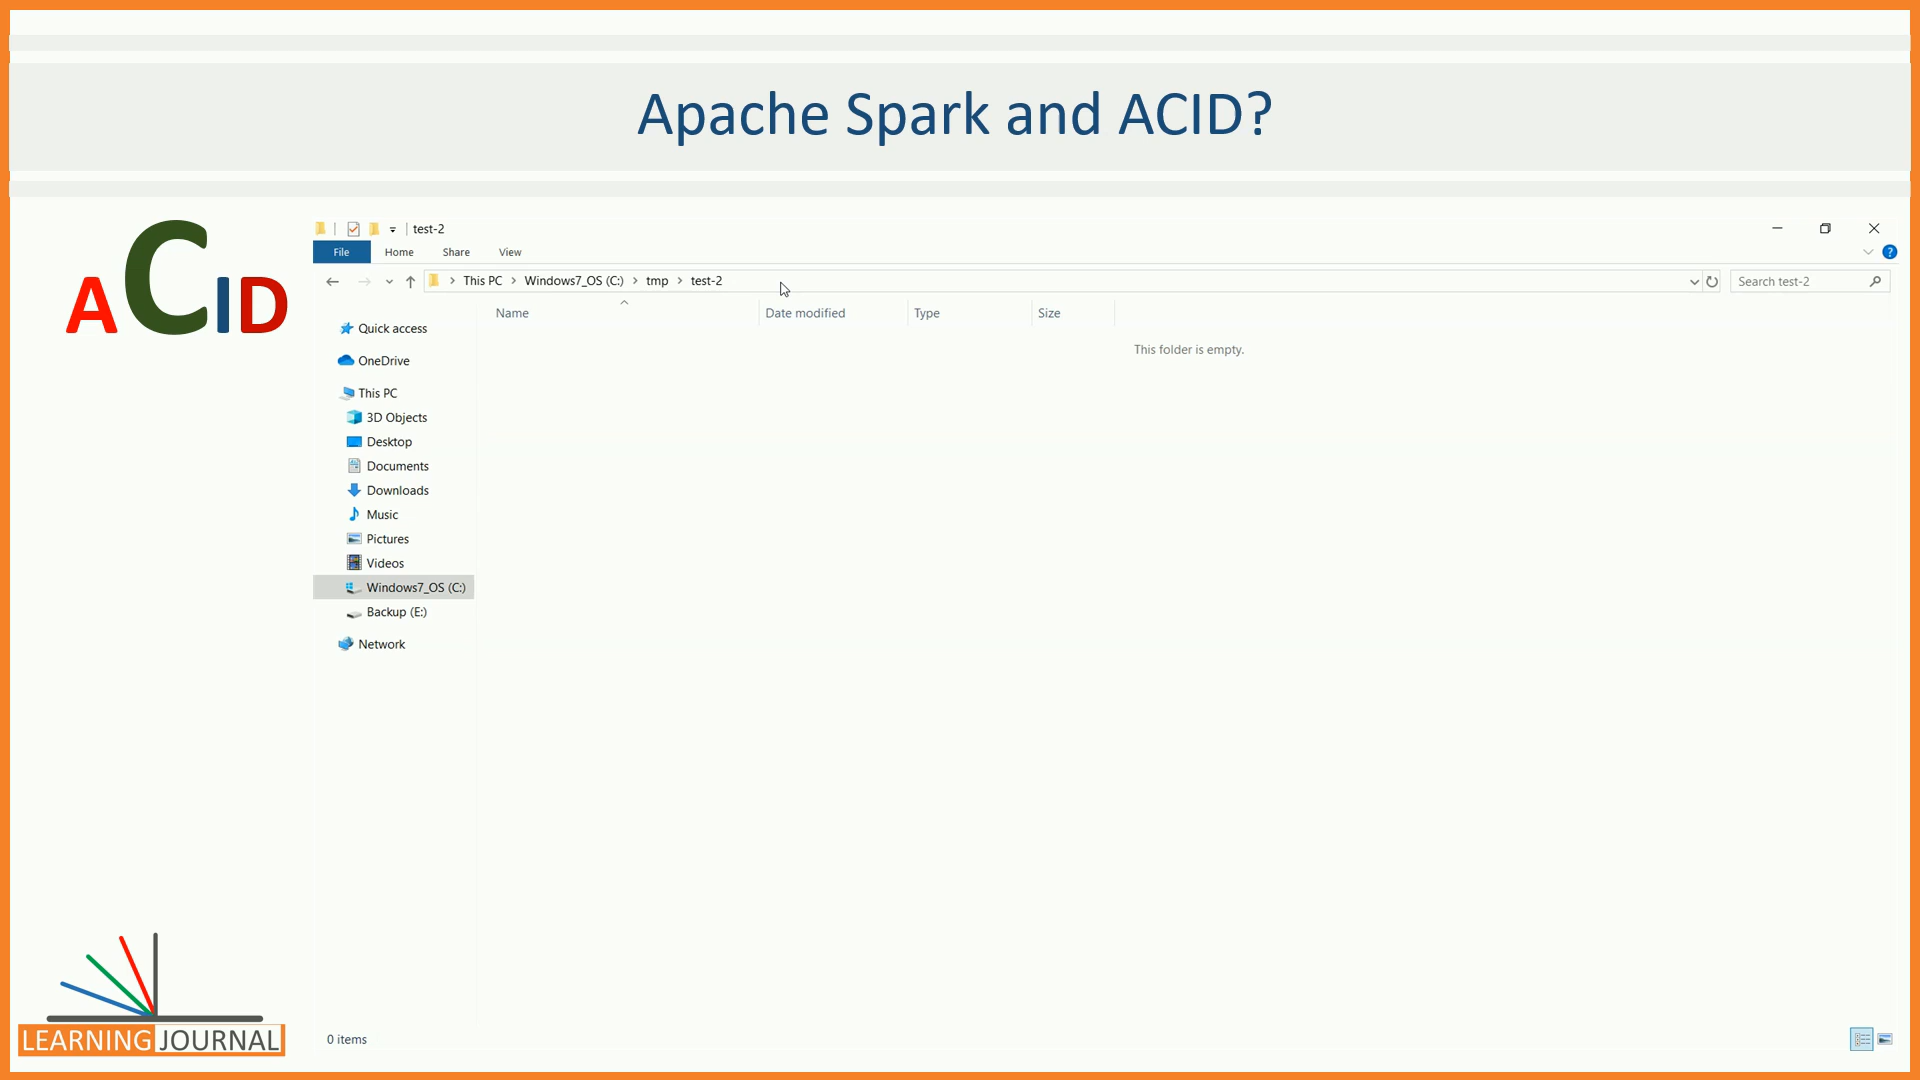 Apache Spark and ACID?
ACID
test-2
File Home Share View
This PC Windows7_OS (C:) tmp test-2
Search test-2
Name Date modified Type Size
This folder is empty.
Quick access
OneDrive
This PC
3D Objects
Desktop
Documents
Downloads
Music
Pictures
Videos
Windows7_OS (C:)
Backup (E:)
Network
LEARNING JOURNAL
0 items